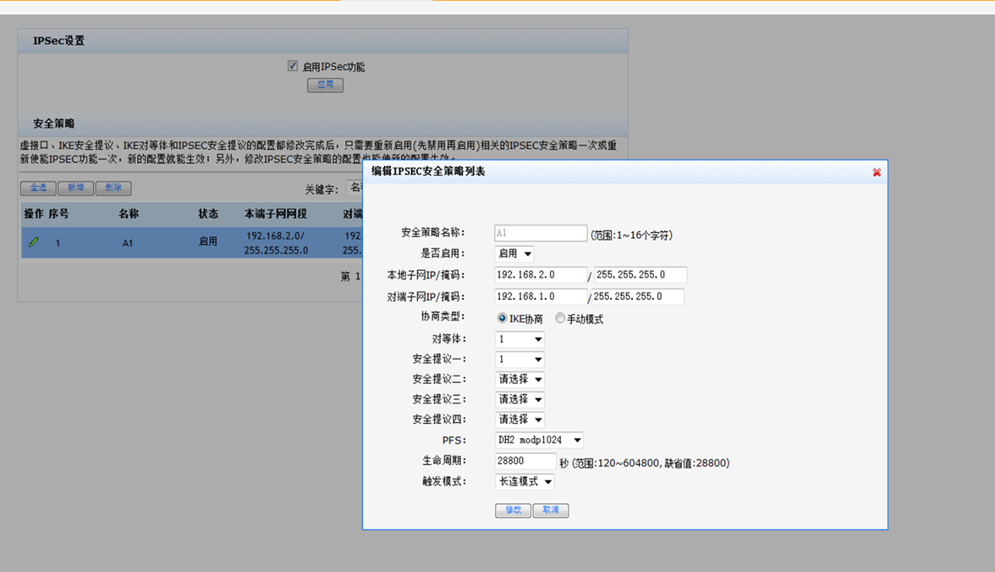 IPSec设置
启用IPSec功能
应用
安全策略
虚接口、IKE安全提议、IKE对等体和IPSEC安全提议的配置都修改完成后，只需要重新启用(先禁用再启用)相关的IPSEC安全策略一次或重
新使能IPSEC功能一次，新的配置就能生效；另外，修改IPSEC安全策略的配置也能使新的配置生效。
全选 新增 删除 关键字： 名
操作 序号 名称 状态 本端子网网段 对端
1 A1 启用 192.168.2.0/ 192.
255.255.255.0 255.
第 1
编辑IPSEC安全策略列表
安全策略名称： A1 (范围:1~16个字符)
是否启用： 启用
本地子网IP/掩码： 192.168.2.0 / 255.255.255.0
对端子网IP/掩码： 192.168.1.0 / 255.255.255.0
协商类型： IKE协商 手动模式
对等体： 1
安全提议一： 1
安全提议二： 请选择
安全提议三： 请选择
安全提议四： 请选择
PFS： DH2 modp1024
生命周期： 28800 秒 (范围:120~604800, 缺省值:28800)
触发模式： 长连模式
修改 取消